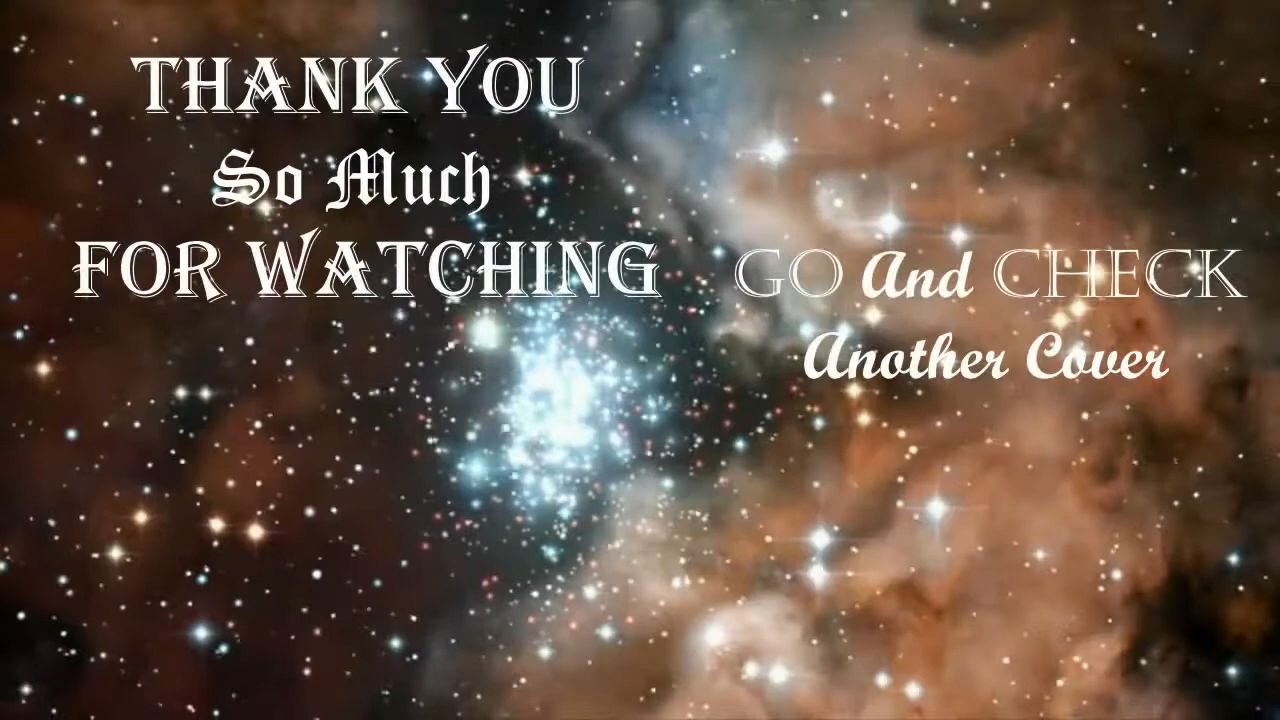 THANK YOU
So Much
FOR WATCHING
GO And CHECK
Another Cover